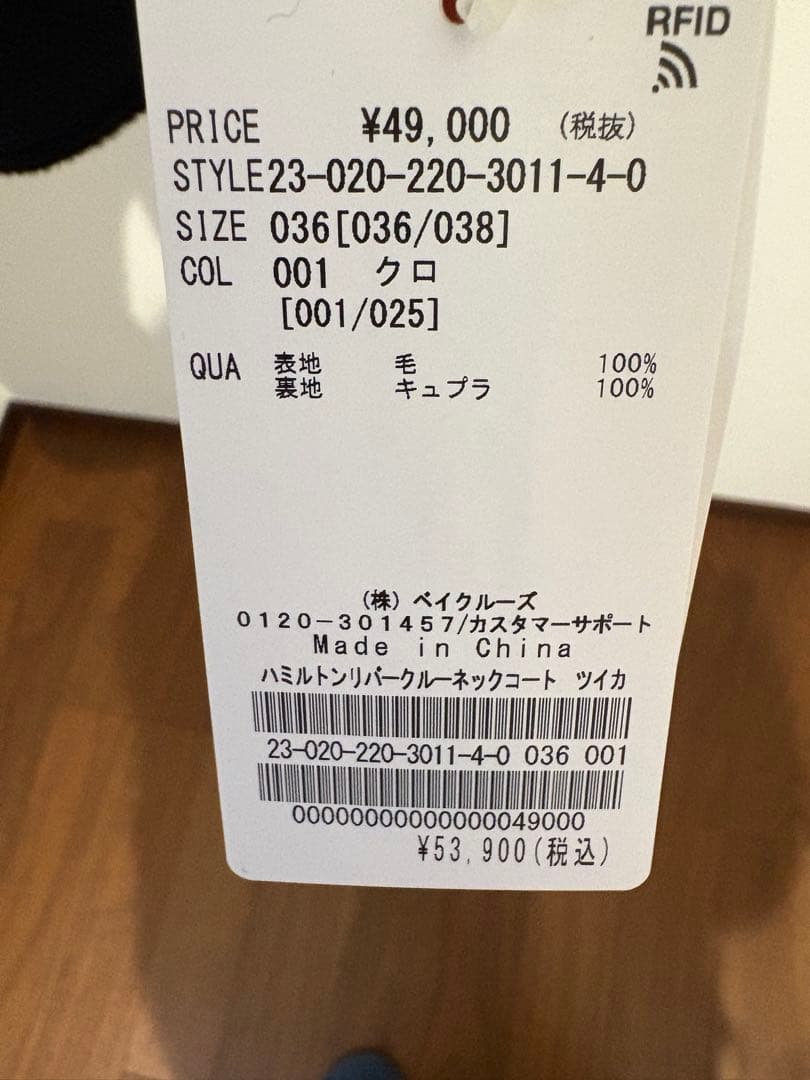 RFID
PRICE ¥49,000 (税抜)
STYLE23-020-220-3011-4-0
SIZE 036[036/038]
COL 001 クロ
[001/025]
QUA 表地 毛 100%
裏地 キュプラ 100%
(株) ベイクルーズ
0120-301457/カスタマーサポート
Made in China
ハミルトンリバークルーネックコート ツイカ
23-020-220-3011-4-0 036 001
00000000000000049000
¥53,900(税込)